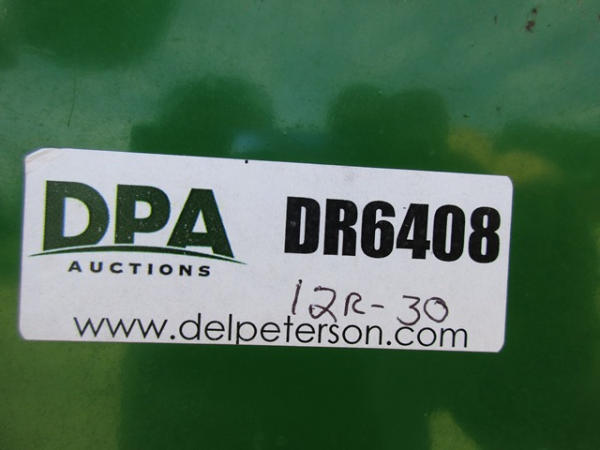 DPA
AUCTIONS
DR6408
12R-30
www.delpeterson.com